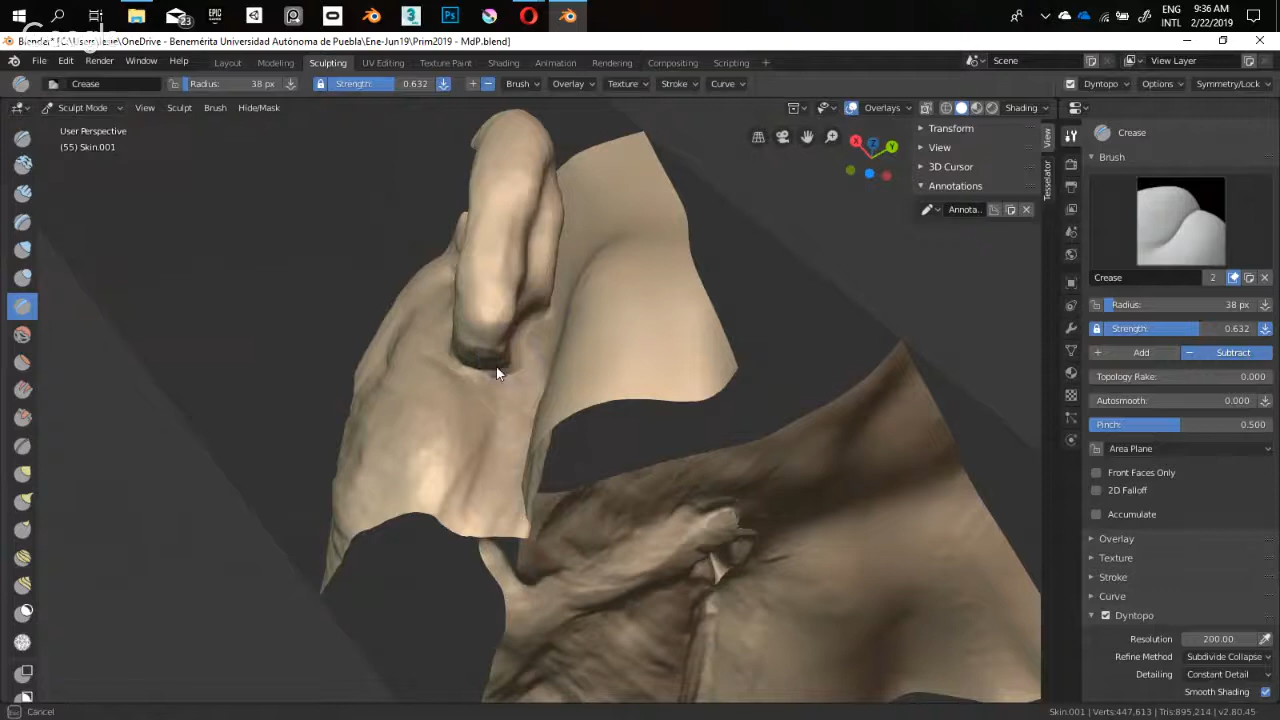 ENG
INTL
9:36 AM
2/22/2019
23
EPIC
Google
Benemérita Universidad Autónoma de Puebla\Ene-Jun19\Prim2019 - MdP.blend]
File Edit Render Window Help
Layout Modeling Sculpting UV Editing Texture Paint Shading Animation Rendering Compositing Scripting +
Scene
View Layer
Crease
Radius: 38 px
Strength: 0.632
Brush
Overlay
Texture
Stroke
Curve
Dyntopo
Options
Symmetry/Lock
Sculpt Mode View Sculpt Brush Hide/Mask
Overlays
Shading
User Perspective
(55) Skin.001
X
Z
Y
Transform
View
3D Cursor
Annotations
Annota..
View
Tesselator
Crease
Brush
Crease 2
Radius: 38 px
Strength: 0.632
+ Add
− Subtract
Topology Rake: 0.000
Autosmooth: 0.000
Pinch: 0.500
Area Plane
Front Faces Only
2D Falloff
Accumulate
Overlay
Texture
Stroke
Curve
Dyntopo
Resolution 200.00
Refine Method Subdivide Collapse
Detailing Constant Detail
Smooth Shading
Cancel
Skin.001 | Verts:447,613 | Tris:895,214 | v2.80.45